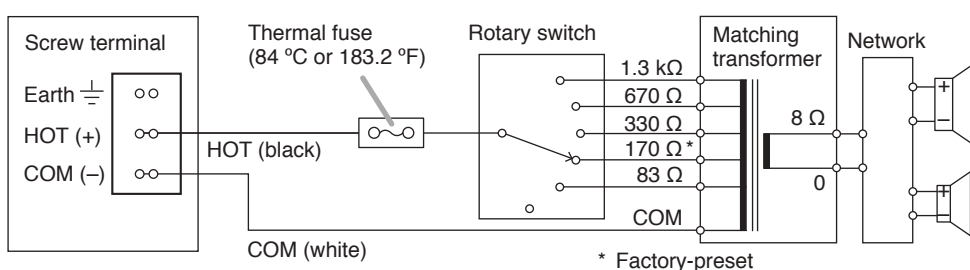 Screw terminal
Earth
HOT (+)
COM (–)
HOT (black)
COM (white)
Thermal fuse
(84 ºC or 183.2 ºF)
Rotary switch
1.3 kΩ
670 Ω
330 Ω
170 Ω *
83 Ω
COM
Matching
transformer
8 Ω
0
Network
+
–
+
–
* Factory-preset